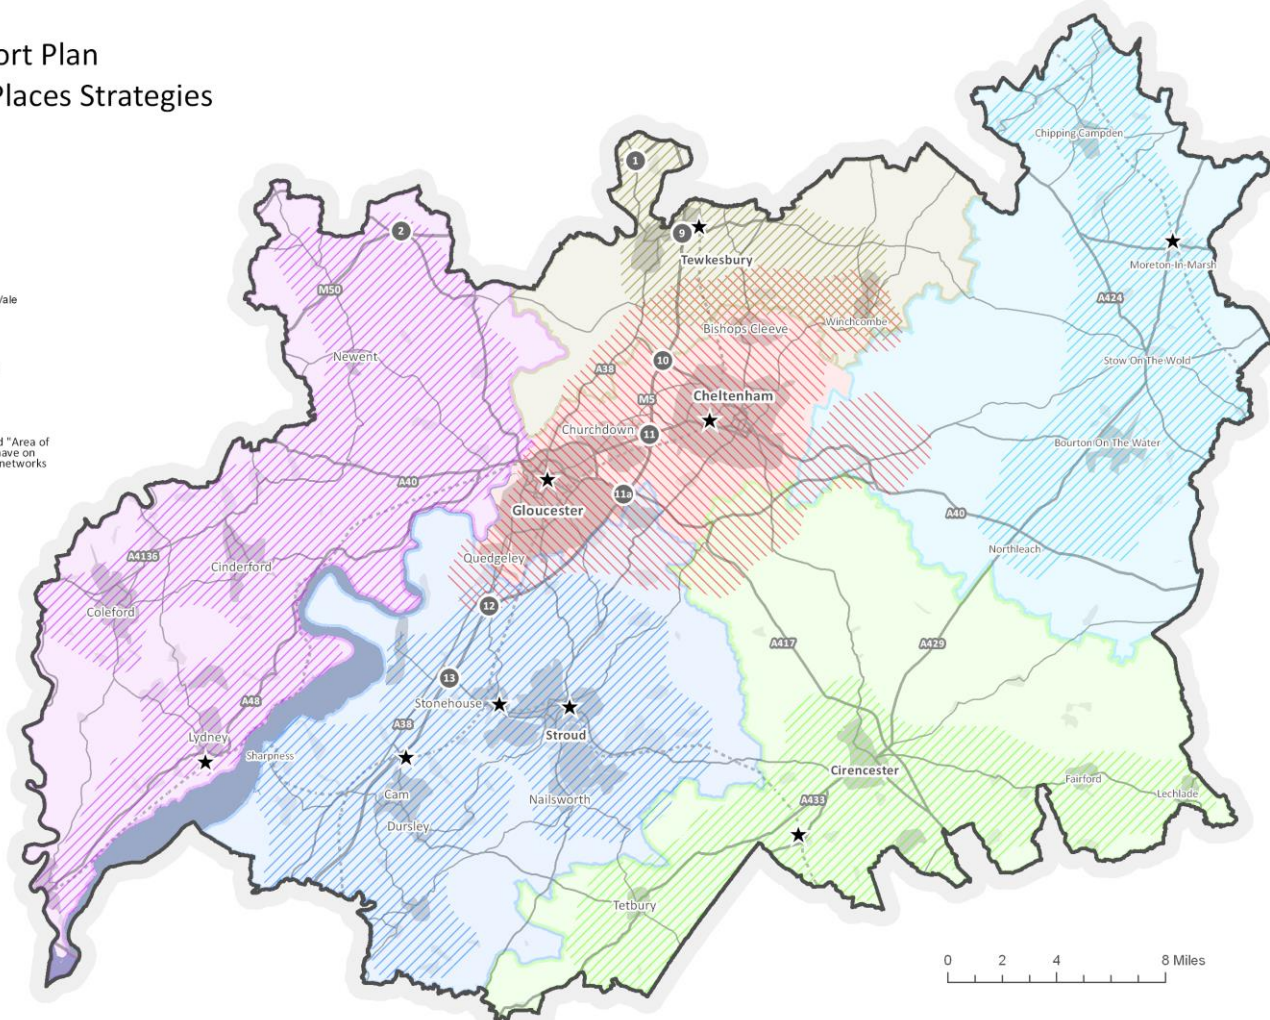 ort Plan
Places Strategies
Vale
d "Area of
have on
networks
Chipping Campden
1
2
9
Tewkesbury
Moreton-In-Marsh
M50
A424
Bishops Cleeve
Winchcombe
Newent
10
Stow On The Wold
A38
M5
Cheltenham
Churchdown
11
Bourton On The Water
A40
11a
Gloucester
A40
Northleach
A4136
Quedgeley
Cinderford
Coleford
12
A417
A429
13
A48
Stonehouse
A38
Stroud
Lydney
Sharpness
Cirencester
Fairford
Cam
Nailsworth
A433
Lechlade
Dursley
Tetbury
0 2 4 8 Miles